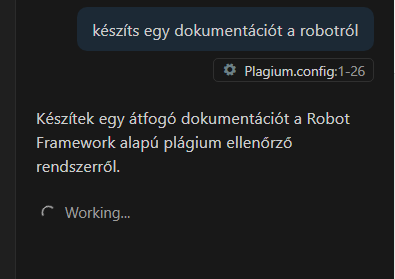 készíts egy dokumentációt a robotról
Plagium.config:1-26
Készítek egy átfogó dokumentációt a Robot
Framework alapú plágium ellenőrző
rendszerről.
Working...